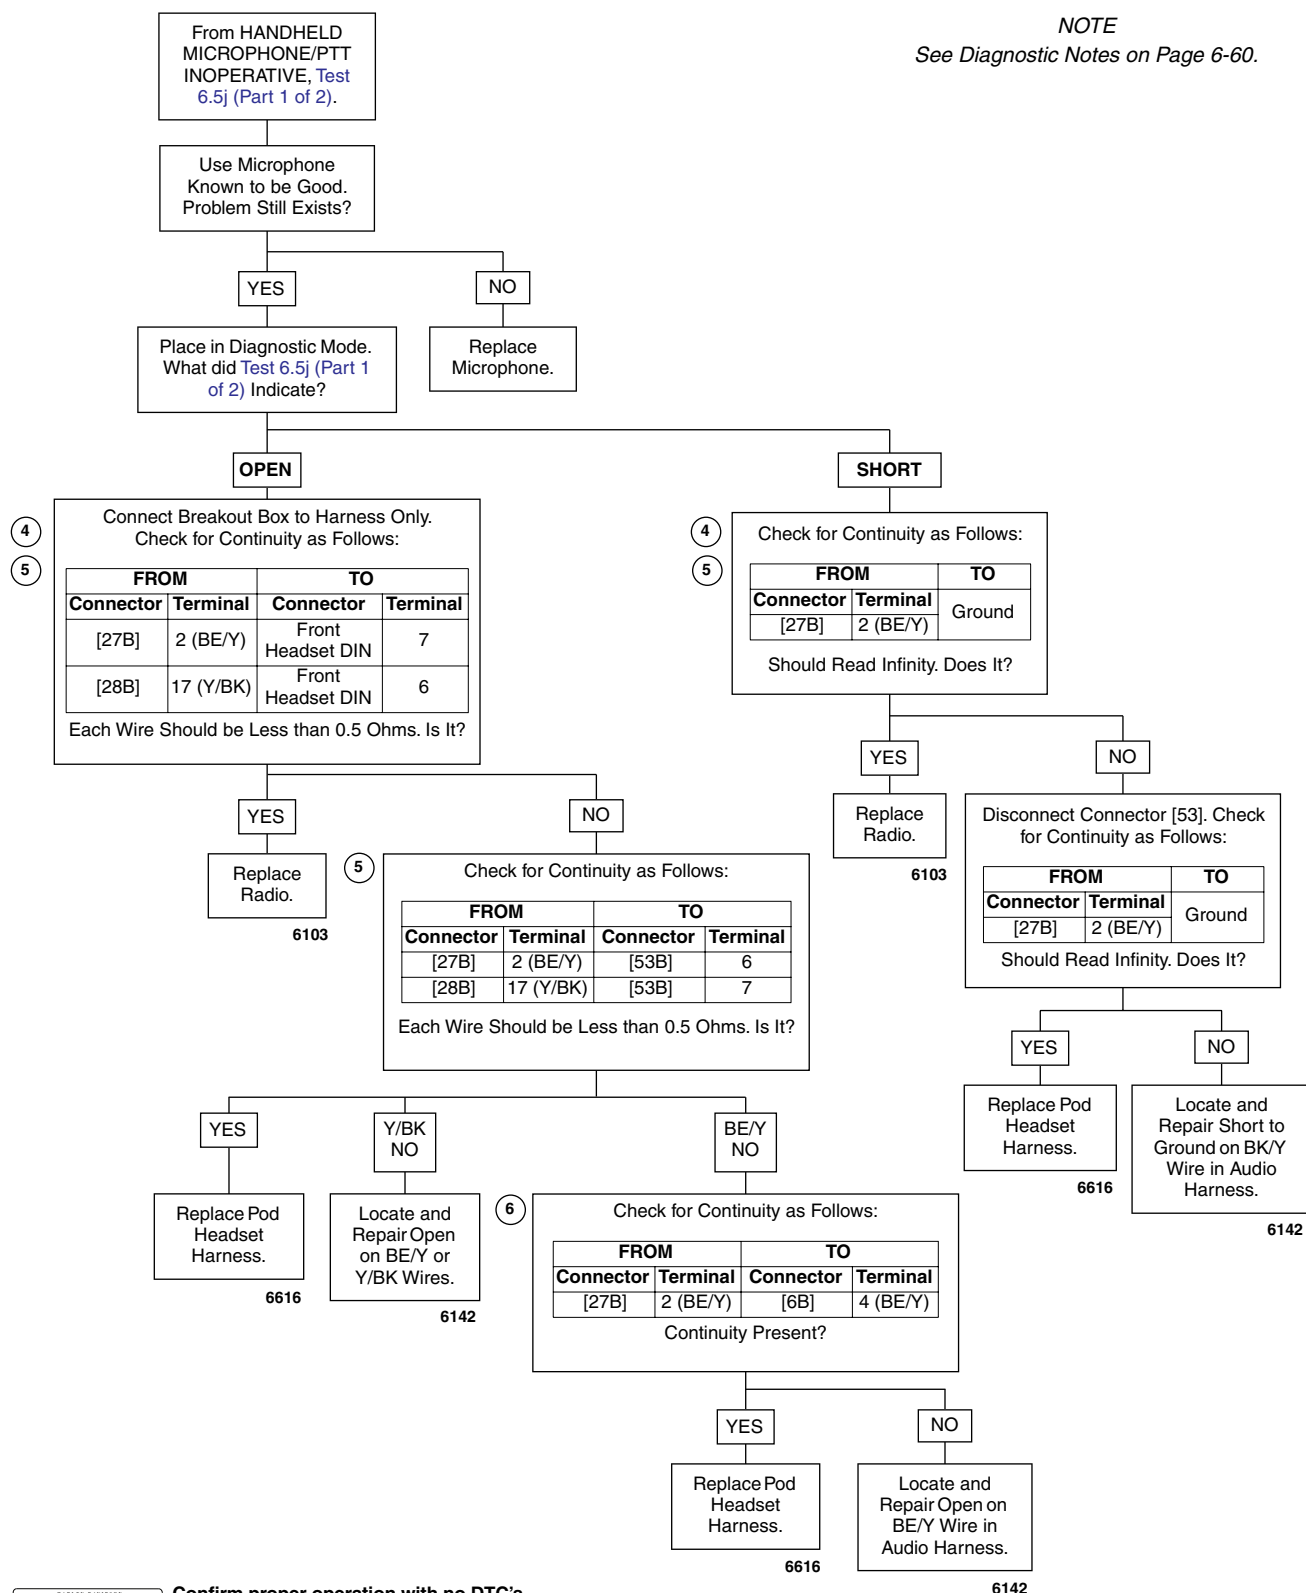 NOTE
See Diagnostic Notes on Page 6-60.
From HANDHELD
MICROPHONE/PTT
INOPERATIVE, Test
6.5j (Part 1 of 2).
Use Microphone
Known to be Good.
Problem Still Exists?
YES
NO
Place in Diagnostic Mode.
What did Test 6.5j (Part 1
of 2) Indicate?
Replace
Microphone.
OPEN
SHORT
4
5
Connect Breakout Box to Harness Only.
Check for Continuity as Follows:
FROM TO
Connector Terminal Connector Terminal
[27B] 2 (BE/Y) Front Headset DIN 7
[28B] 17 (Y/BK) Front Headset DIN 6
Each Wire Should be Less than 0.5 Ohms. Is It?
4
5
Check for Continuity as Follows:
FROM TO
Connector Terminal Ground
[27B] 2 (BE/Y)
Should Read Infinity. Does It?
YES
NO
Replace
Radio.
6103
Disconnect Connector [53]. Check
for Continuity as Follows:
FROM TO
Connector Terminal Ground
[27B] 2 (BE/Y)
Should Read Infinity. Does It?
YES
NO
Replace Pod
Headset
Harness.
6616
Locate and
Repair Short to
Ground on BK/Y
Wire in Audio
Harness.
6142
YES
NO
Replace
Radio.
6103
5
Check for Continuity as Follows:
FROM TO
Connector Terminal Connector Terminal
[27B] 2 (BE/Y) [53B] 6
[28B] 17 (Y/BK) [53B] 7
Each Wire Should be Less than 0.5 Ohms. Is It?
YES
Y/BK
NO
BE/Y
NO
Replace Pod
Headset
Harness.
6616
Locate and
Repair Open
on BE/Y or
Y/BK Wires.
6142
6
Check for Continuity as Follows:
FROM TO
Connector Terminal Connector Terminal
[27B] 2 (BE/Y) [6B] 4 (BE/Y)
Continuity Present?
YES
NO
Replace Pod
Headset
Harness.
6616
Locate and
Repair Open on
BE/Y Wire in
Audio Harness.
6142
Confirm proper operation with no DTC's